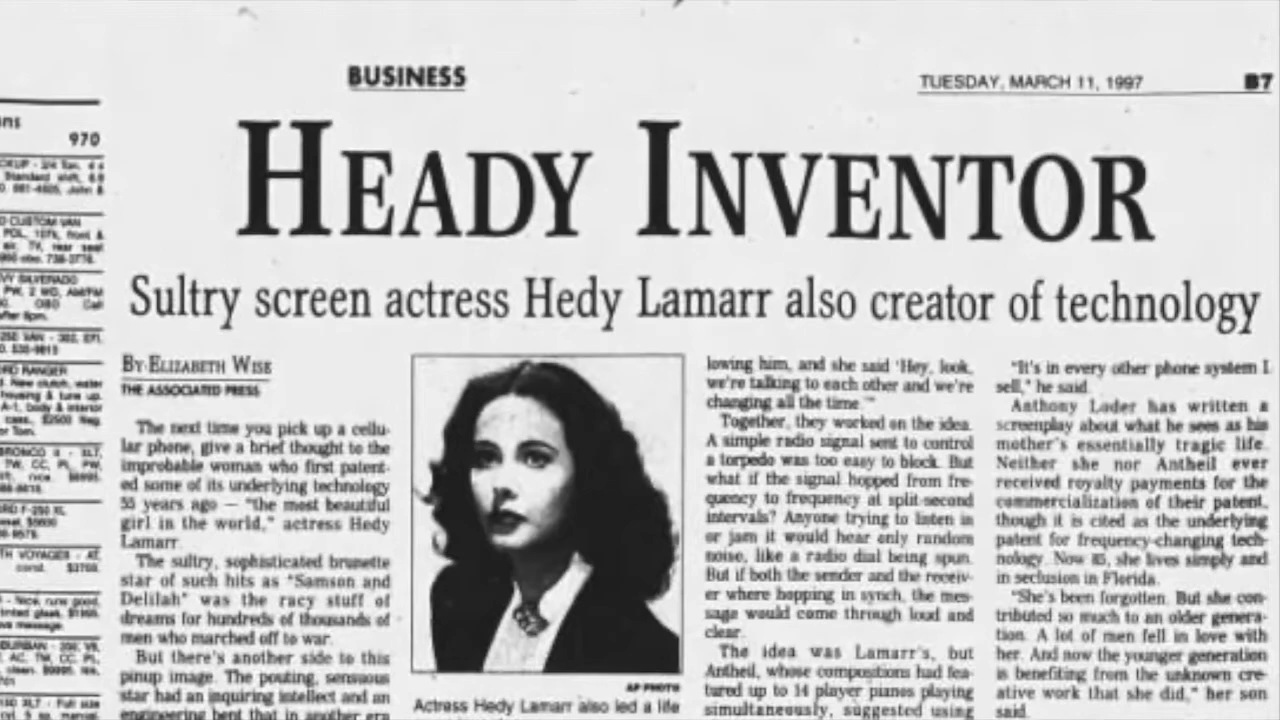 BUSINESS
TUESDAY, MARCH 11, 1997
B7
HEADY INVENTOR
Sultry screen actress Hedy Lamarr also creator of technology
970
CUSTOM VAN
SILVERADO
RANGER
BRONCO II - XLT,
F-250 XL
VOYAGER - AT,
BY ELIZABETH WISE
THE ASSOCIATED PRESS
The next time you pick up a cellu-
lar phone, give a brief thought to the
improbable woman who first patent-
ed some of its underlying technology
55 years ago — "the most beautiful
girl in the world," actress Hedy
Lamarr.
The sultry, sophisticated brunette
star of such hits as "Samson and
Delilah" was the racy stuff of
dreams for hundreds of thousands of
men who marched off to war.
But there's another side to this
pinup image. The pouting, sensuous
star had an inquiring intellect and an
engineering bent that in another era
AP PHOTO
Actress Hedy Lamarr also led a life
lowing him, and she said 'Hey, look,
we're talking to each other and we're
changing all the time.'"
Together, they worked on the idea.
A simple radio signal sent to control
a torpedo was too easy to block. But
what if the signal hopped from fre-
quency to frequency at split-second
intervals? Anyone trying to listen in
or jam it would hear only random
noise, like a radio dial being spun.
But if both the sender and the receiv-
er where hopping in synch, the mes-
sage would come through loud and
clear.
The idea was Lamarr's, but
Antheil, whose compositions had fea-
tured up to 14 player pianos playing
simultaneously, suggested using
"It's in every other phone system I
sell," he said.
Anthony Loder has written a
screenplay about what he sees as his
mother's essentially tragic life.
Neither she nor Antheil ever
received royalty payments for the
commercialization of their patent,
though it is cited as the underlying
patent for frequency-changing tech-
nology. Now 85, she lives simply and
in seclusion in Florida.
"She's been forgotten. But she con-
tributed so much to an older genera-
tion. A lot of men fell in love with
her. And now the younger generation
is benefiting from the unknown cre-
ative work that she did," her son
said.